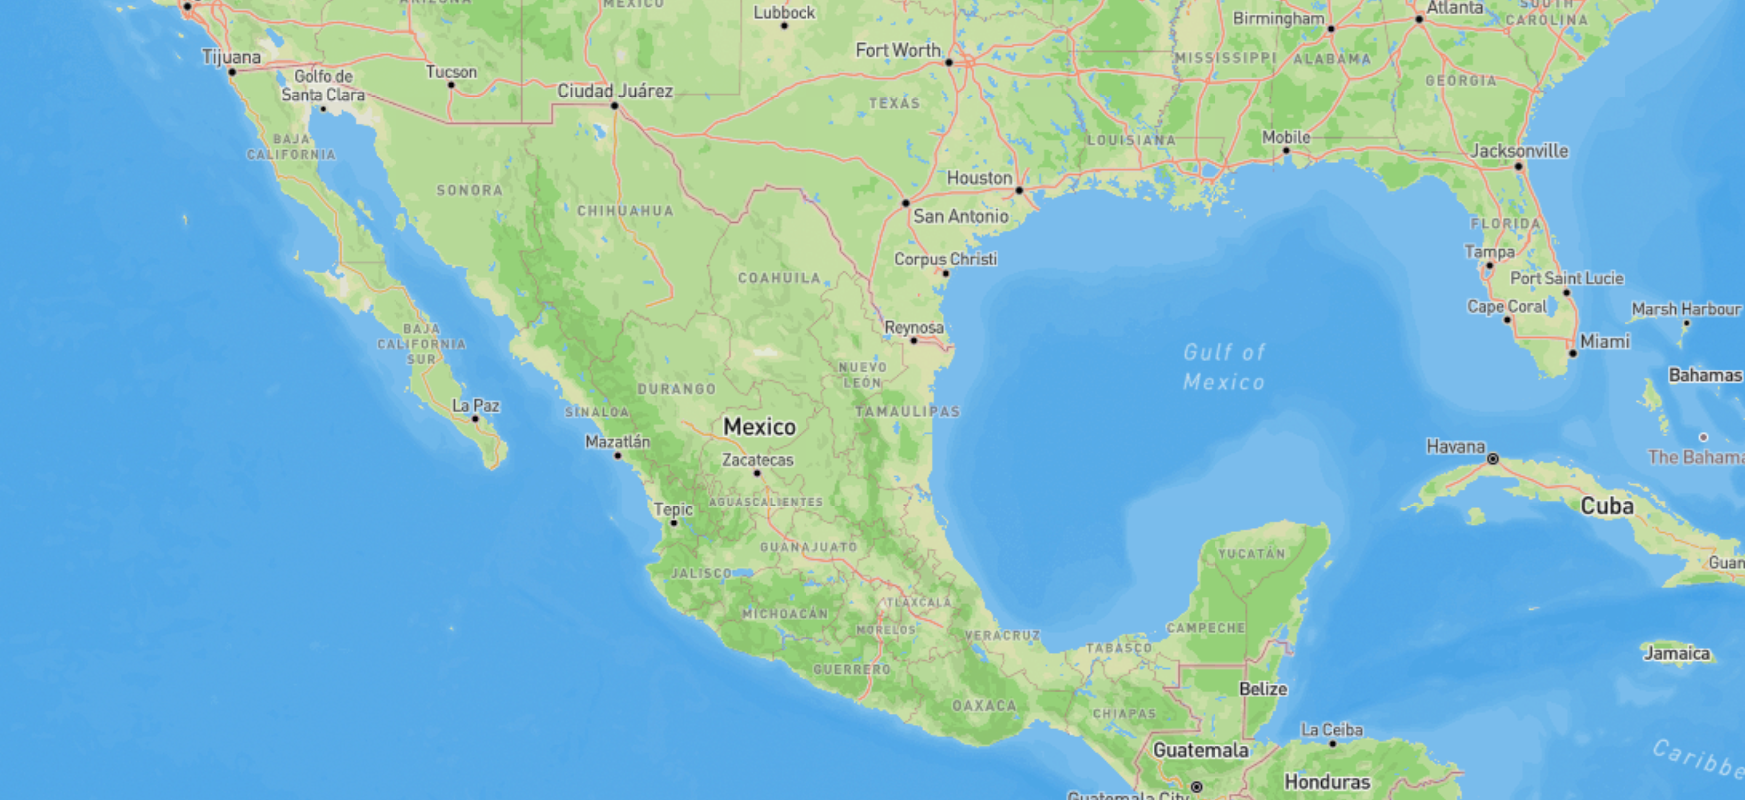 ARIZONA
MEXICO
Lubbock
Birmingham
Atlanta
SOUTH
CAROLINA
Tijuana
Fort Worth
MISSISSIPPI
ALABAMA
Golfo de
Santa Clara
Tucson
Ciudad Juárez
TEXAS
GEORGIA
BAJA
CALIFORNIA
LOUISIANA
Mobile
Jacksonville
SONORA
CHIHUAHUA
Houston
San Antonio
FLORIDA
Corpus Christi
COAHUILA
Tampa
Port Saint Lucie
Cape Coral
Marsh Harbour
BAJA
CALIFORNIA
SUR
Reynosa
Gulf of
Mexico
Miami
NUEVO
LEÓN
Bahamas
DURANGO
La Paz
SINALOA
TAMAULIPAS
Mexico
Mazatlán
Zacatecas
Havana
The Bahama
AGUASCALIENTES
Tepic
Cuba
GUANAJUATO
YUCATÁN
Guan
JALISCO
TLAXCALA
MICHOACÁN
MORELOS
VERACRUZ
CAMPECHE
TABASCO
Jamaica
GUERRERO
Belize
OAXACA
CHIAPAS
La Ceiba
Guatemala
Caribbe
Honduras
Guatemala City